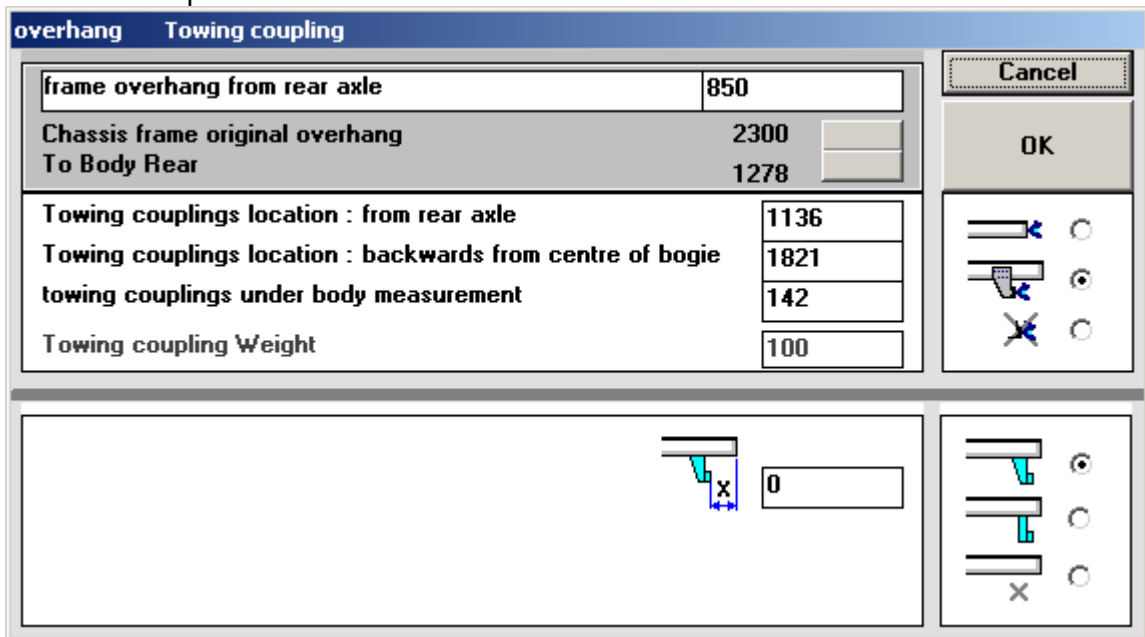 overhang Towing coupling
frame overhang from rear axle 850
Cancel
Chassis frame original overhang 2300
To Body Rear 1278
OK
Towing couplings location : from rear axle 1136
Towing couplings location : backwards from centre of bogie 1821
towing couplings under body measurement 142
Towing coupling Weight 100
X 0